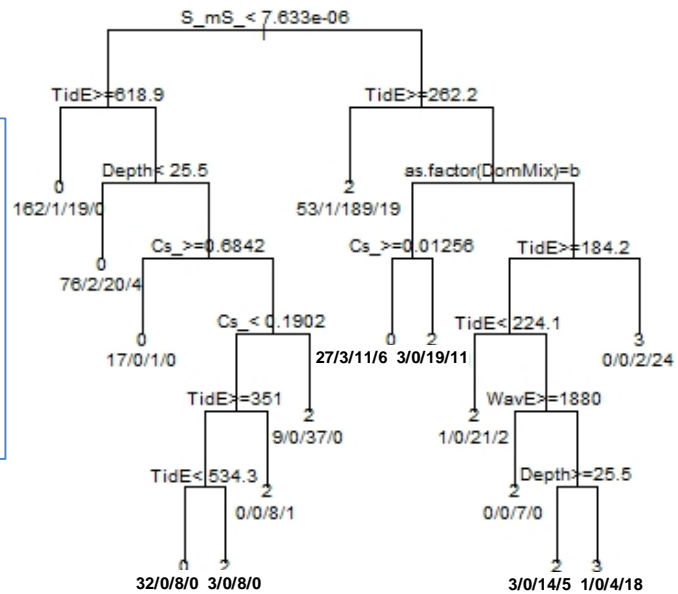 S_mS_< 7.633e-06
TidE>=618.9 TidE>=262.2
Depth< 25.5 as.factor(DomMix)=b
0 2
162/1/19/0 53/1/189/19
Cs_>=0.6842 Cs_>=0.01256 TidE>=184.2
0
76/2/20/4
Cs_< 0.1902 TidE< 224.1
0 0 2 3
17/0/1/0 27/3/11/6 3/0/19/11 0/0/2/24
TidE>=351 2 2 WavE>=1880
9/0/37/0 1/0/21/2
TidE< 534.3 2 2 Depth>=25.5
0/0/8/1 0/0/7/0
0 2 2 3
32/0/8/0 3/0/8/0 3/0/14/5 1/0/4/18